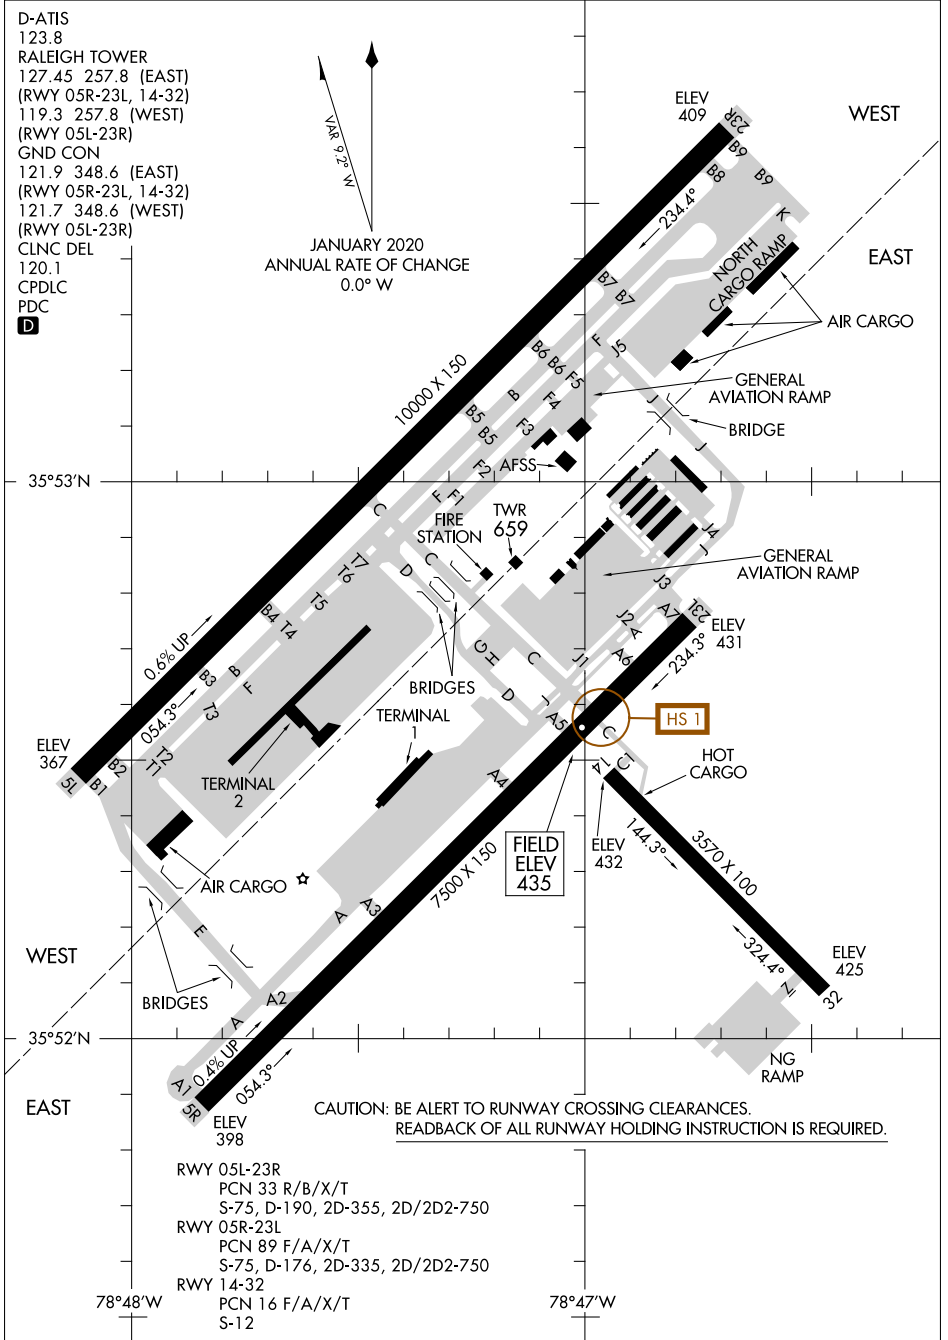 D-ATIS
123.8
RALEIGH TOWER
127.45 257.8 (EAST)
(RWY 05R-23L, 14-32)
119.3 257.8 (WEST)
(RWY 05L-23R)
GND CON
121.9 348.6 (EAST)
(RWY 05R-23L, 14-32)
121.7 348.6 (WEST)
(RWY 05L-23R)
CLNC DEL
120.1
CPDLC
PDC
D
VAR 9.2° W
JANUARY 2020
ANNUAL RATE OF CHANGE
0.0° W
ELEV
409
23R
WEST
EAST
B9
B9
B8
K
234.4°
NORTH
CARGO RAMP
AIR CARGO
B7
B7
F
J5
B6
B6
F5
B
F4
GENERAL
AVIATION RAMP
J
BRIDGE
J
10000 X 150
B5
B5
F3
F2
AFSS
35°53'N
C
F
F1
FIRE
STATION
TWR
659
J4
J
J3
GENERAL
AVIATION RAMP
T7
T6
D
C
T5
B4
T4
J2
A
A7
23L
ELEV
431
A6
234.3°
G
H
C
J1
D
J
A5
BRIDGES
0.6% UP
B3
B
F
T3
054.3°
TERMINAL
1
HS 1
C
C1
HOT
CARGO
ELEV
367
5L
B1
B2
T2
T1
TERMINAL
2
A4
14
ELEV
432
FIELD
ELEV
435
144.3°
3570 X 100
7500 X 150
AIR CARGO
A
A3
E
WEST
BRIDGES
324.4°
ELEV
425
32
Z
A2
A
35°52'N
0.4% UP
054.3°
A1
5R
ELEV
398
NG
RAMP
EAST
CAUTION: BE ALERT TO RUNWAY CROSSING CLEARANCES.
READBACK OF ALL RUNWAY HOLDING INSTRUCTION IS REQUIRED.
RWY 05L-23R
PCN 33 R/B/X/T
S-75, D-190, 2D-355, 2D/2D2-750
RWY 05R-23L
PCN 89 F/A/X/T
S-75, D-176, 2D-335, 2D/2D2-750
RWY 14-32
PCN 16 F/A/X/T
S-12
78°48'W
78°47'W